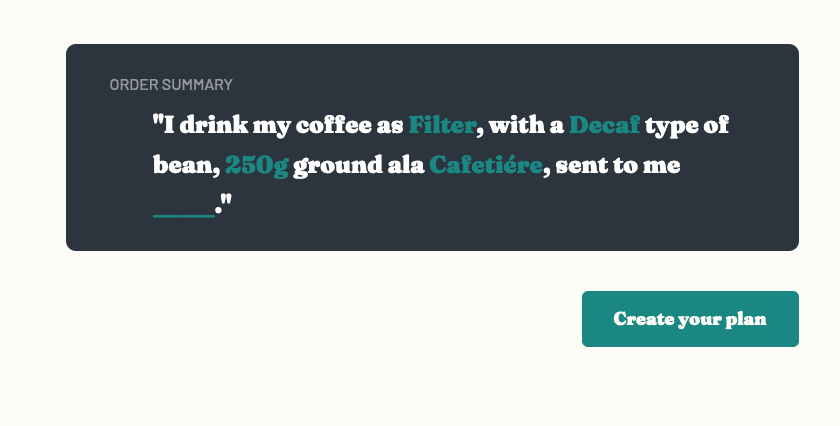 ORDER SUMMARY
"I drink my coffee as Filter, with a Decaf type of
bean, 250g ground ala Cafetiére, sent to me
_____."
Create your plan